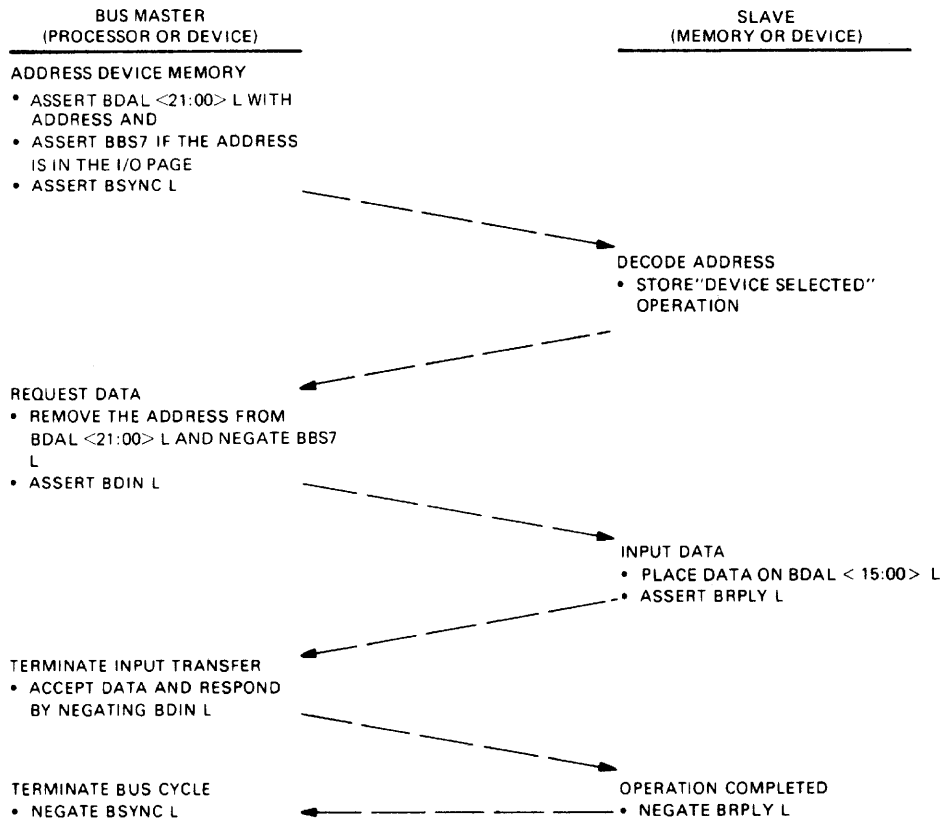 BUS MASTER
(PROCESSOR OR DEVICE)
SLAVE
(MEMORY OR DEVICE)
ADDRESS DEVICE MEMORY
• ASSERT BDAL <21:00> L WITH
ADDRESS AND
• ASSERT BBS7 IF THE ADDRESS
IS IN THE I/O PAGE
• ASSERT BSYNC L
DECODE ADDRESS
• STORE"DEVICE SELECTED"
OPERATION
REQUEST DATA
• REMOVE THE ADDRESS FROM
BDAL <21:00> L AND NEGATE BBS7
L
• ASSERT BDIN L
INPUT DATA
• PLACE DATA ON BDAL < 15:00> L
• ASSERT BRPLY L
TERMINATE INPUT TRANSFER
• ACCEPT DATA AND RESPOND
BY NEGATING BDIN L
OPERATION COMPLETED
• NEGATE BRPLY L
TERMINATE BUS CYCLE
• NEGATE BSYNC L